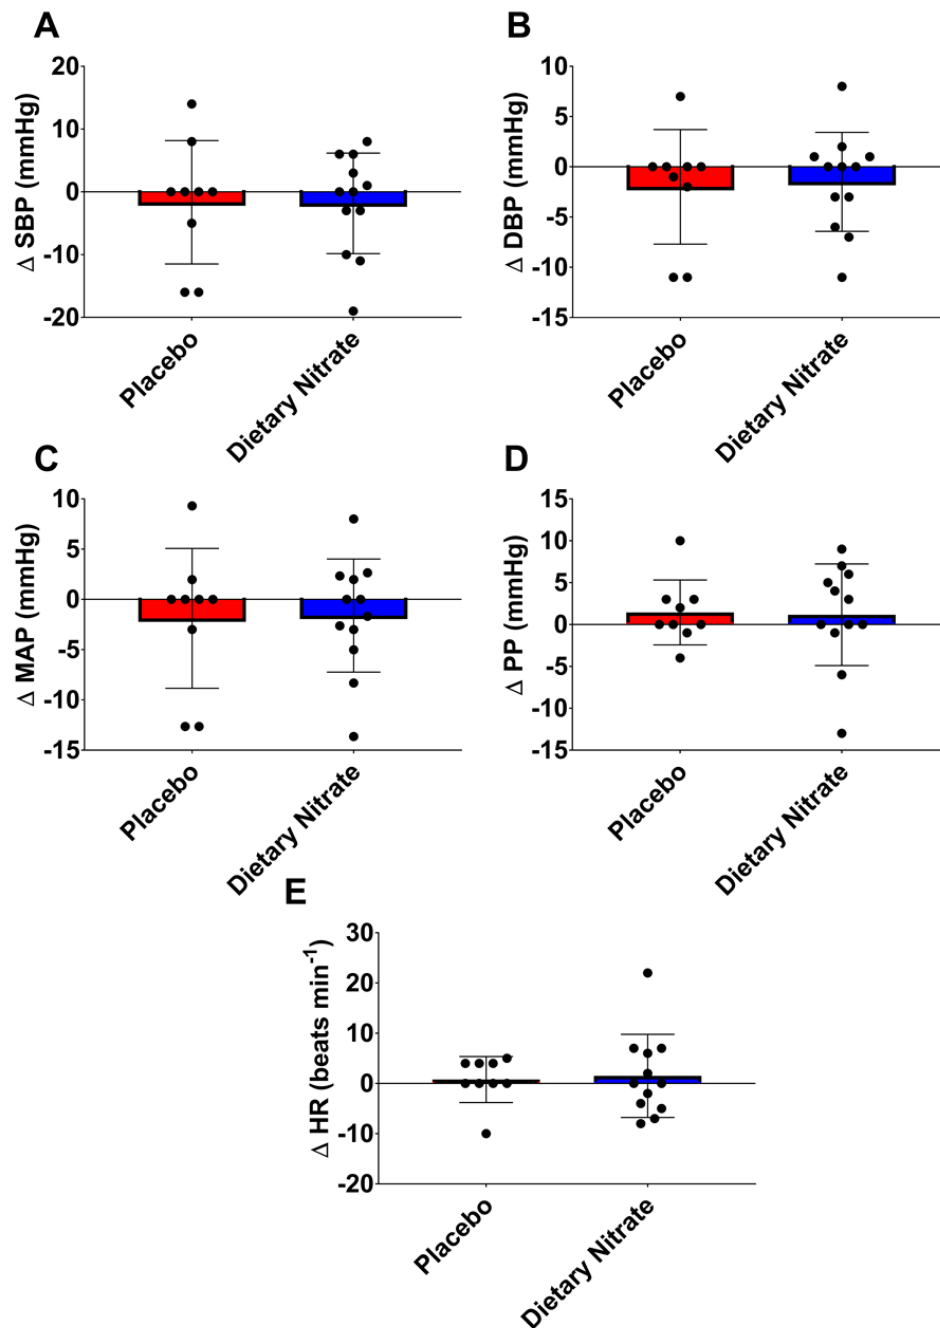 A
Δ SBP (mmHg)
20
10
0
-10
-20
Placebo
Dietary Nitrate
B
Δ DBP (mmHg)
10
5
0
-5
-10
-15
Placebo
Dietary Nitrate
C
Δ MAP (mmHg)
10
5
0
-5
-10
-15
Placebo
Dietary Nitrate
D
Δ PP (mmHg)
15
10
5
0
-5
-10
-15
Placebo
Dietary Nitrate
E
Δ HR (beats min⁻¹)
30
20
10
0
-10
-20
Placebo
Dietary Nitrate